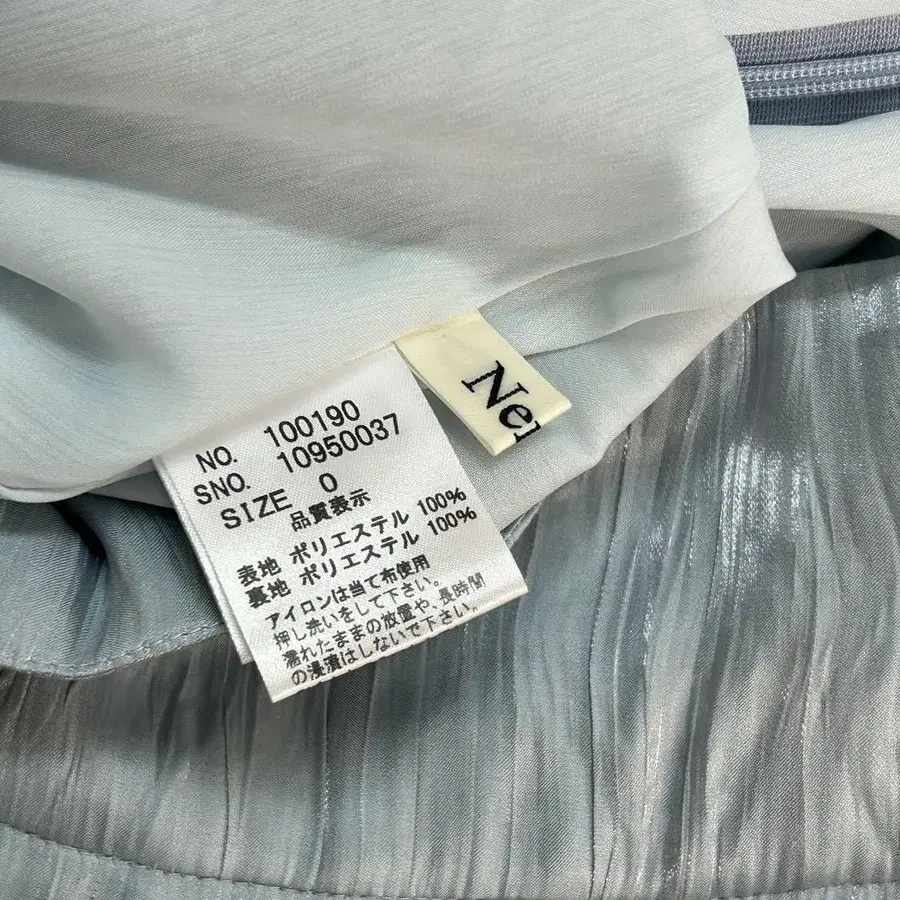 Ne
NO. 100190
SNO. 10950037
SIZE 0
品質表示
表地 ポリエステル 100%
裏地 ポリエステル 100%
アイロンは当て布使用
押し洗いをして下さい。
濡れたままの放置や、長時間
の浸漬はしないで下さい。